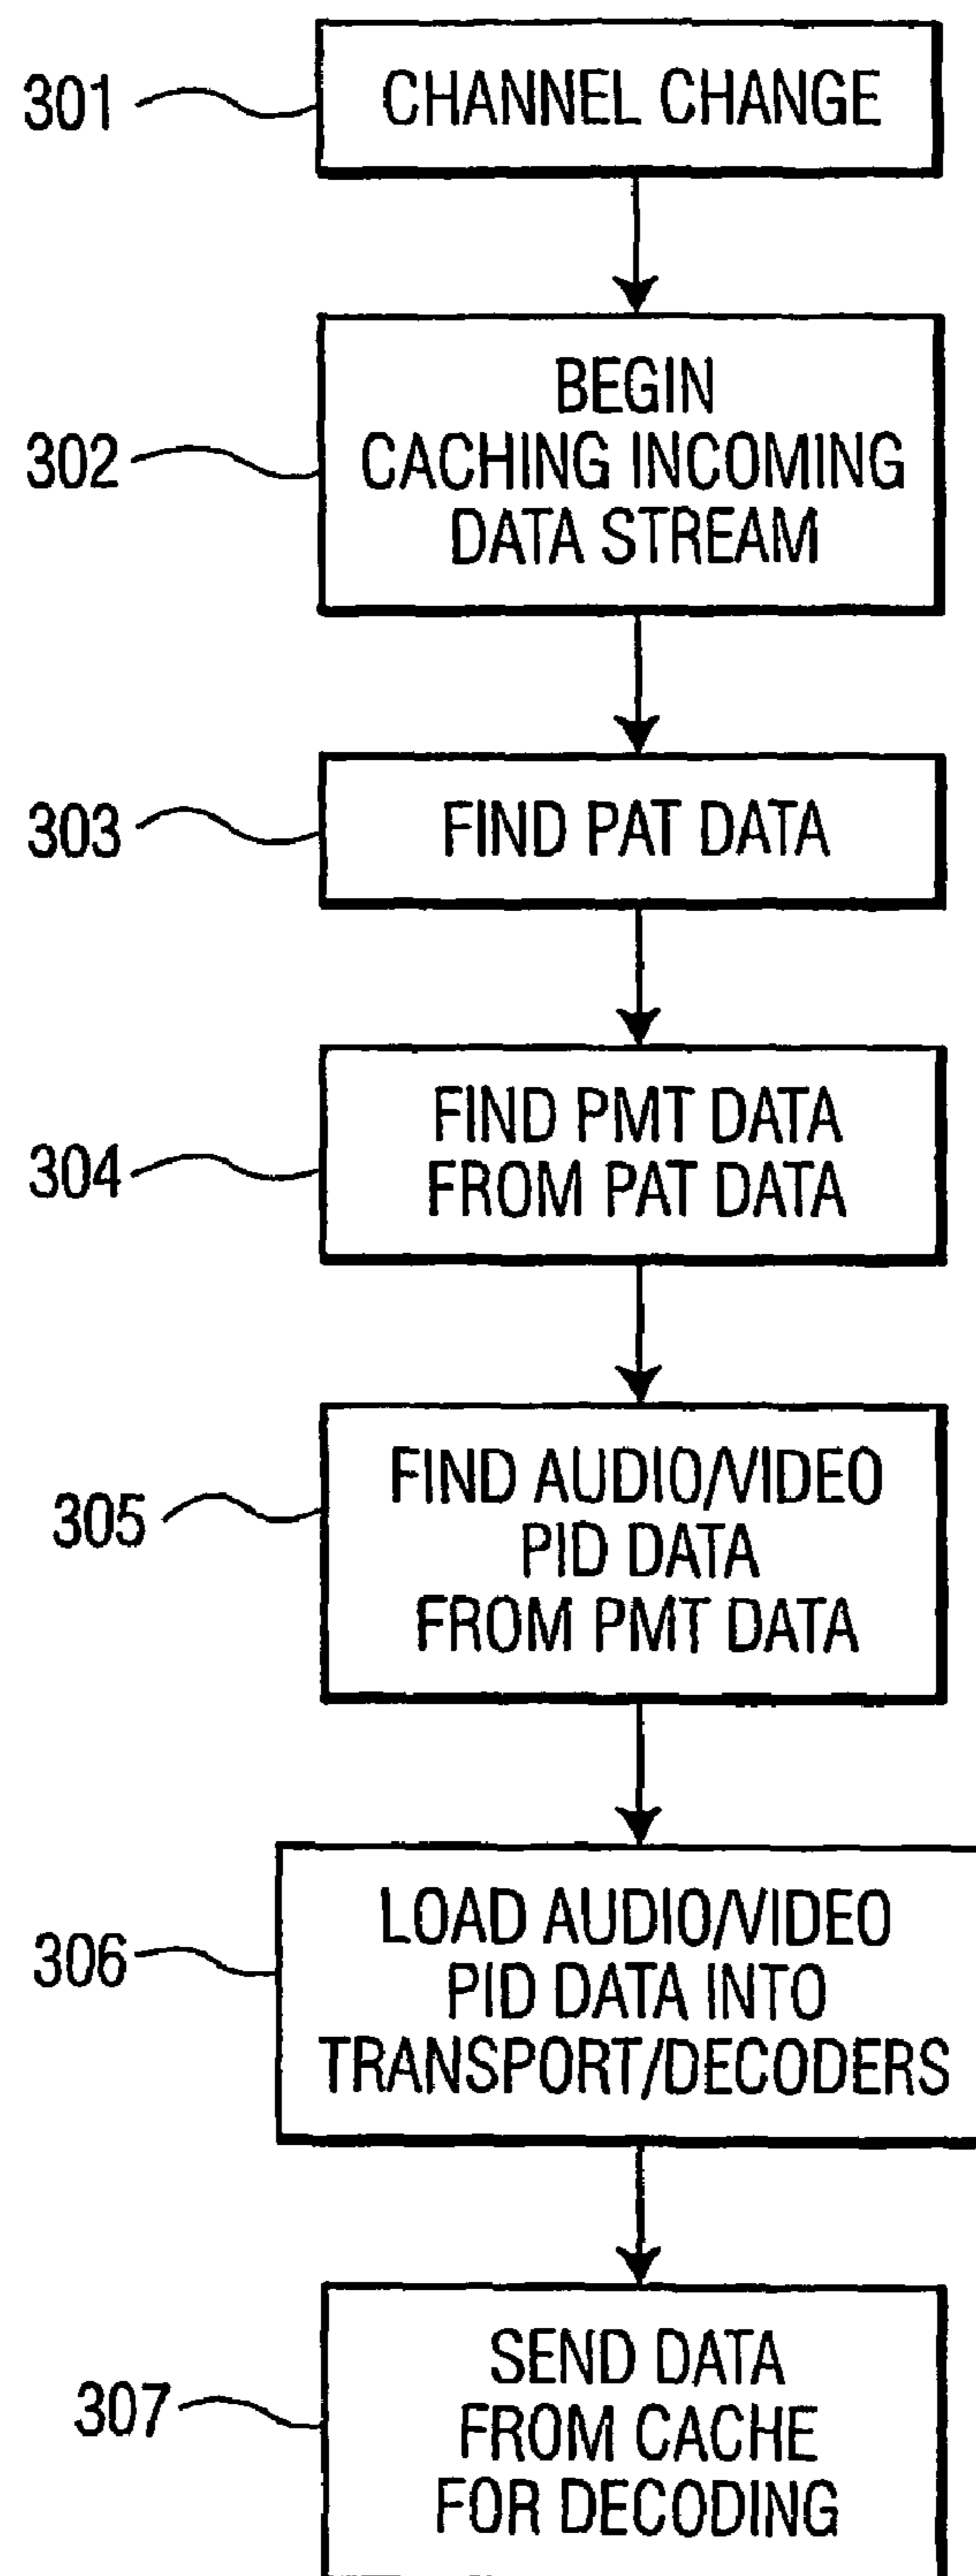 301
CHANNEL CHANGE
302
BEGIN
CACHING INCOMING
DATA STREAM
303
FIND PAT DATA
304
FIND PMT DATA
FROM PAT DATA
305
FIND AUDIO/VIDEO
PID DATA
FROM PMT DATA
306
LOAD AUDIO/VIDEO
PID DATA INTO
TRANSPORT/DECODERS
307
SEND DATA
FROM CACHE
FOR DECODING